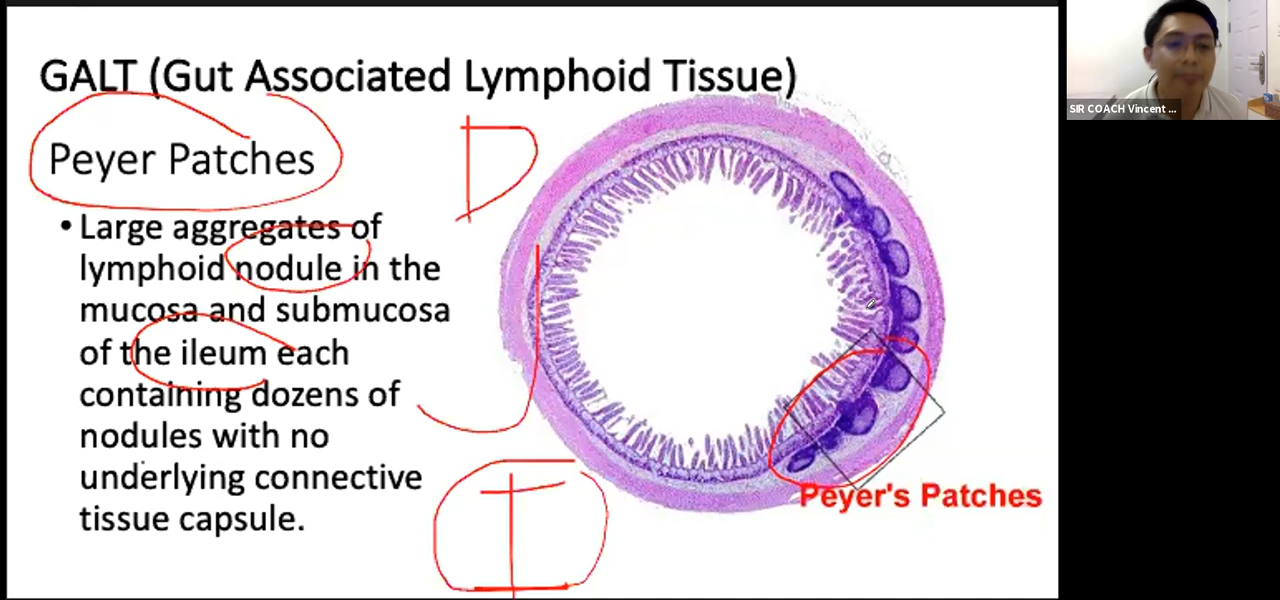 GALT (Gut Associated Lymphoid Tissue)
Peyer Patches
• Large aggregates of
lymphoid nodule in the
mucosa and submucosa
of the ileum each
containing dozens of
nodules with no
underlying connective
tissue capsule.
D
J
I
Peyer's Patches
SIR COACH Vincent ...